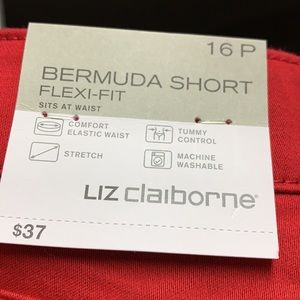 16 P
BERMUDA SHORT
FLEXI-FIT
SITS AT WAIST
COMFORT
ELASTIC WAIST
TUMMY
CONTROL
STRETCH
MACHINE
WASHABLE
LIZ claiborne®
$37